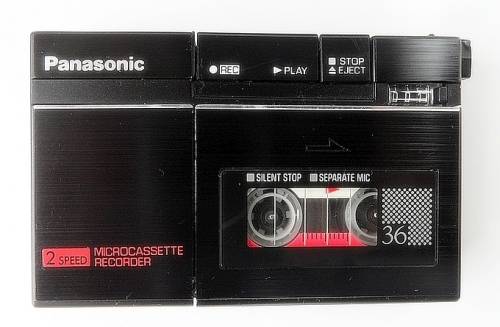 Panasonic
REC
PLAY
STOP
EJECT
SILENT STOP
SEPARATE MIC
36
2 SPEED
MICROCASSETTE
RECORDER